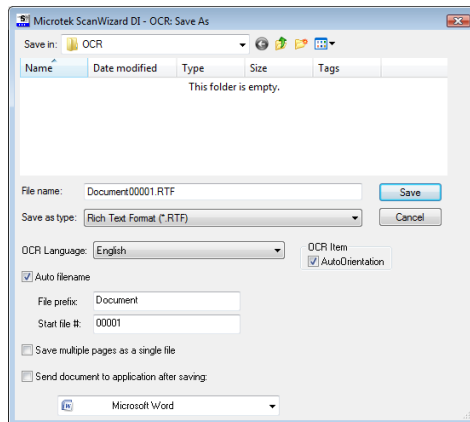 Microtek ScanWizard DI - OCR: Save As
Save in: OCR
Name Date modified Type Size Tags
This folder is empty.
File name: Document00001.RTF Save
Save as type: Rich Text Format (*.RTF) Cancel
OCR Language: English OCR Item
AutoOrientation
Auto filename
File prefix: Document
Start file #: 00001
Save multiple pages as a single file
Send document to application after saving:
Microsoft Word